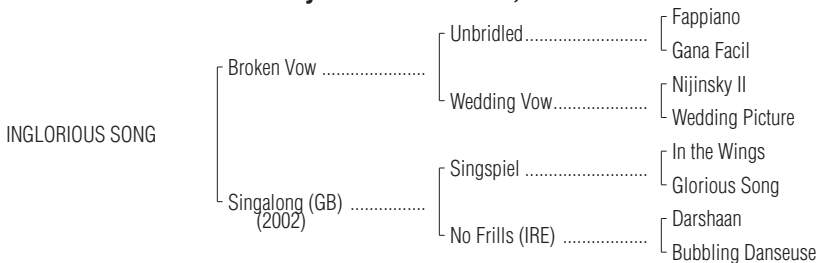 Fappiano
Unbridled..........................
Gana Facil
Broken Vow ......................
Nijinsky II
Wedding Vow....................
Wedding Picture
INGLORIOUS SONG
In the Wings
Singspiel ..........................
Glorious Song
Singalong (GB) ................
(2002)
Darshaan
No Frills (IRE) ..................
Bubbling Danseuse